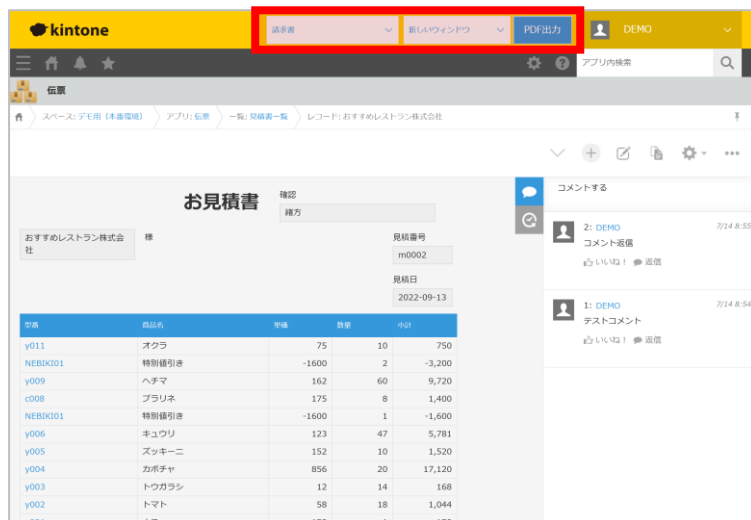 kintone
請求書
新しいウィンドウ
PDF出力
DEMO
アプリ内検索
伝票
スペース: デモ用（本番環境） アプリ: 伝票 一覧: 見積書一覧 レコード: おすすめレストラン株式会社
お見積書
確認
緒方
おすすめレストラン株式会社
様
見積番号
m0002
見積日
2022-09-13
型番 商品名 単価 数量 小計
y011 オクラ 75 10 750
NEBIKI01 特別値引き -1600 2 -3,200
y009 ヘチマ 162 60 9,720
c008 プラリネ 175 8 1,400
NEBIKI01 特別値引き -1600 1 -1,600
y006 キュウリ 123 47 5,781
y005 ズッキーニ 152 10 1,520
y004 カボチャ 856 20 17,120
y003 トウガラシ 12 14 168
y002 トマト 58 18 1,044
コメントする
2: DEMO 7/14 8:55
コメント返信
いいね！ 返信
1: DEMO 7/14 8:54
テストコメント
いいね！ 返信